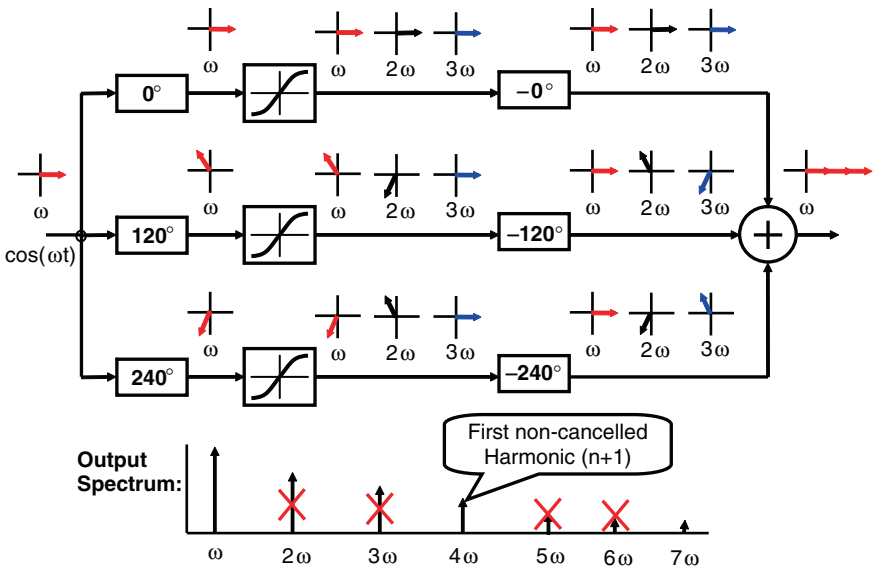 ω ω 2ω 3ω ω 2ω 3ω
0° −0°
ω ω ω 2ω 3ω ω 2ω 3ω ω
cos(ωt) 120° −120° +
ω ω 2ω 3ω ω 2ω 3ω
240° −240°
First non-cancelled
Harmonic (n+1)
Output
Spectrum:
ω 2ω 3ω 4ω 5ω 6ω 7ω